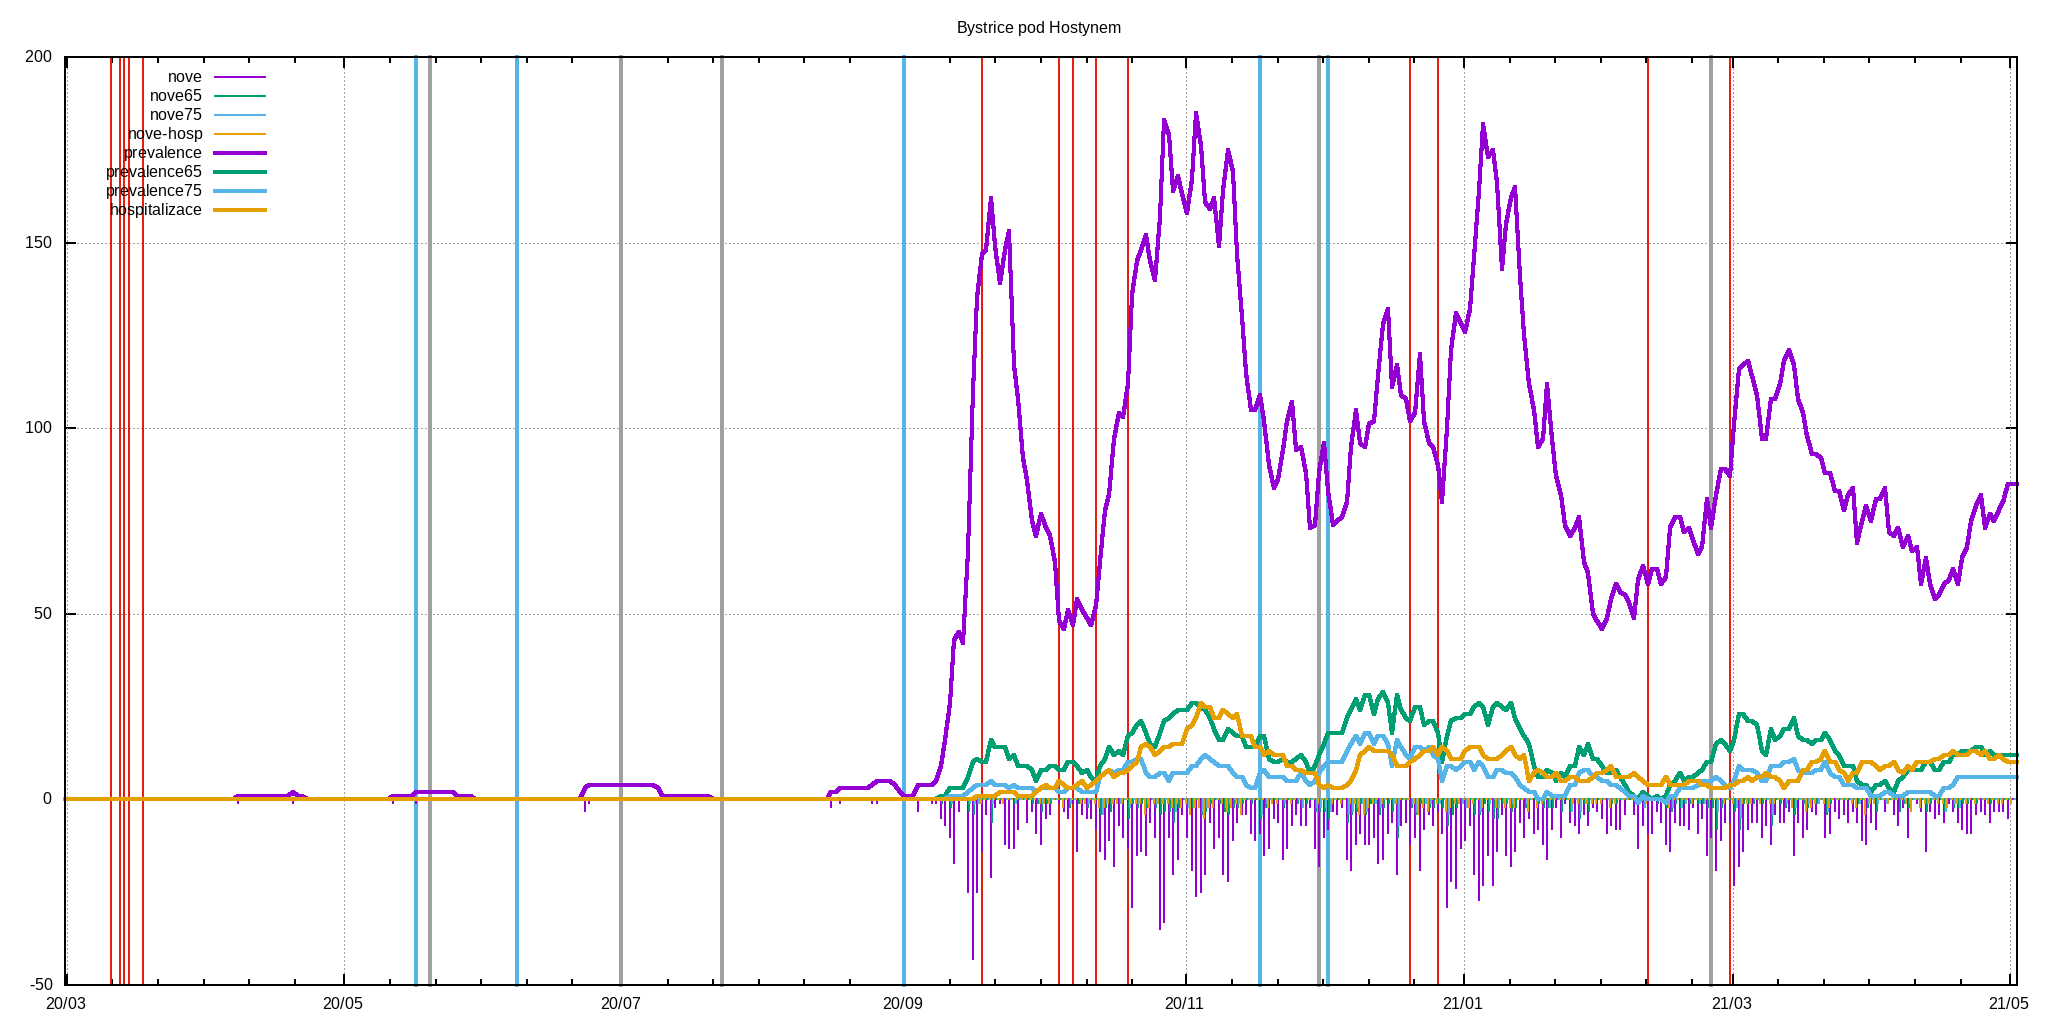 Bystrice pod Hostynem
200
150
100
50
0
-50
nove
nove65
nove75
nove-hosp
prevalence
prevalence65
prevalence75
hospitalizace
20/03 20/05 20/07 20/09 20/11 21/01 21/03 21/05